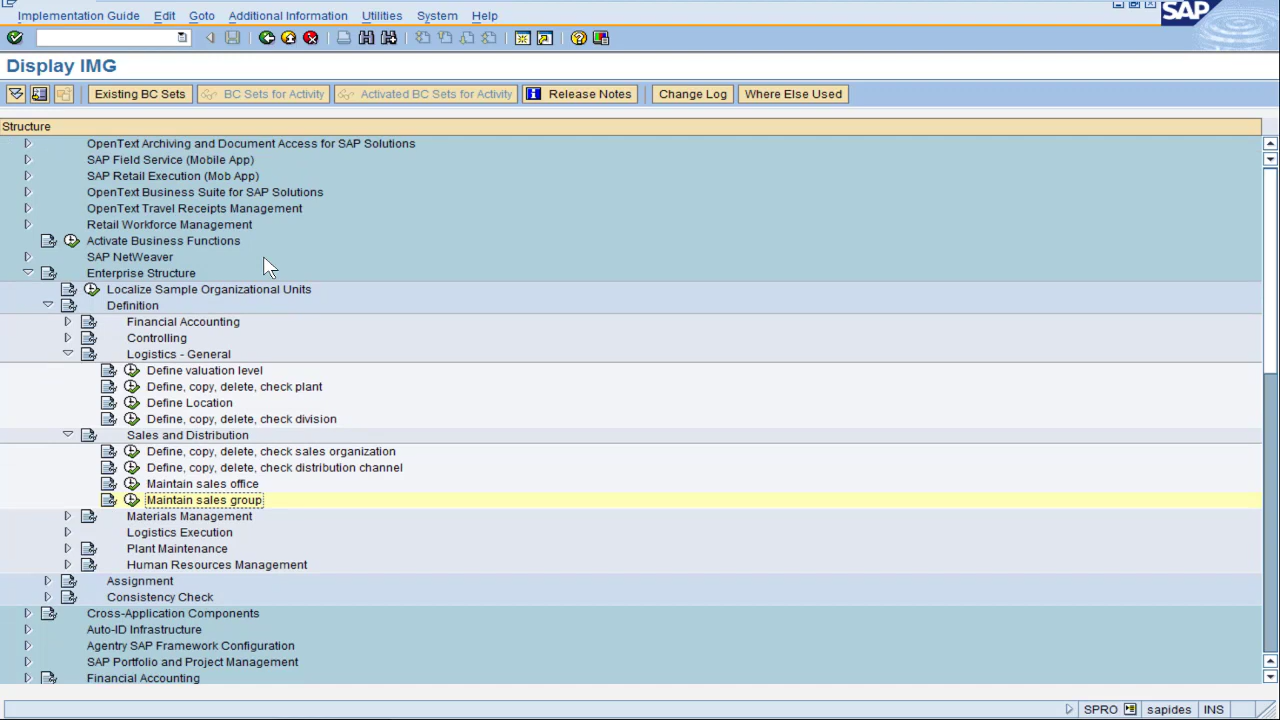 Implementation Guide Edit Goto Additional Information Utilities System Help
SAP
Display IMG
Existing BC Sets BC Sets for Activity Activated BC Sets for Activity Release Notes Change Log Where Else Used
Structure
OpenText Archiving and Document Access for SAP Solutions
SAP Field Service (Mobile App)
SAP Retail Execution (Mob App)
OpenText Business Suite for SAP Solutions
OpenText Travel Receipts Management
Retail Workforce Management
Activate Business Functions
SAP NetWeaver
Enterprise Structure
Localize Sample Organizational Units
Definition
Financial Accounting
Controlling
Logistics - General
Define valuation level
Define, copy, delete, check plant
Define Location
Define, copy, delete, check division
Sales and Distribution
Define, copy, delete, check sales organization
Define, copy, delete, check distribution channel
Maintain sales office
Maintain sales group
Materials Management
Logistics Execution
Plant Maintenance
Human Resources Management
Assignment
Consistency Check
Cross-Application Components
Auto-ID Infrastructure
Agentry SAP Framework Configuration
SAP Portfolio and Project Management
Financial Accounting
SPRO sapides INS